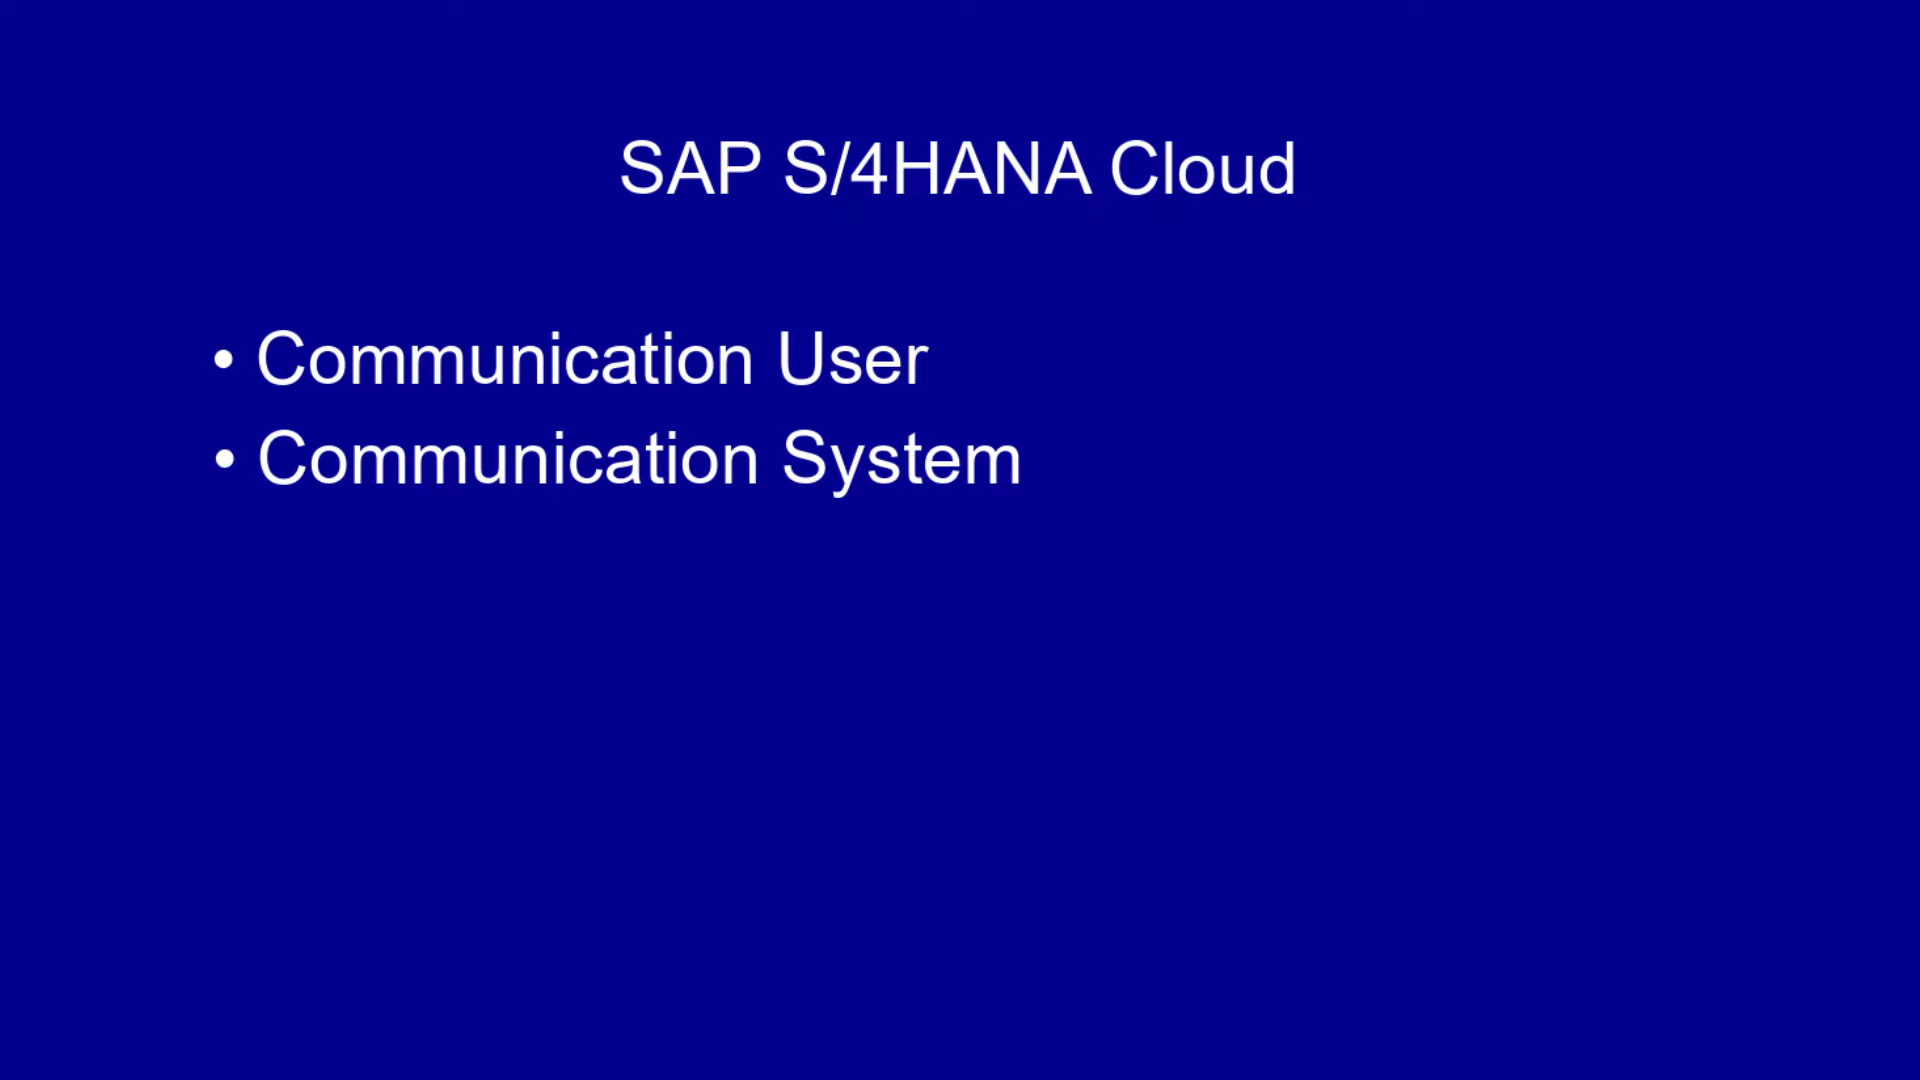 SAP S/4HANA Cloud
• Communication User
• Communication System